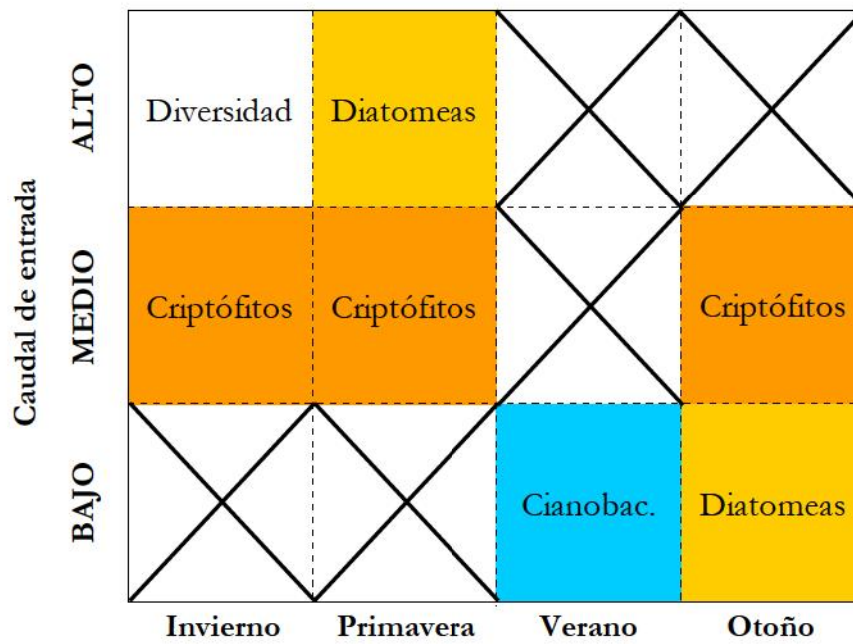 Caudal de entrada
ALTO
Diversidad
Diatomeas
MEDIO
Criptófitos
Criptófitos
Criptófitos
BAJO
Cianobac.
Diatomeas
Invierno
Primavera
Verano
Otoño